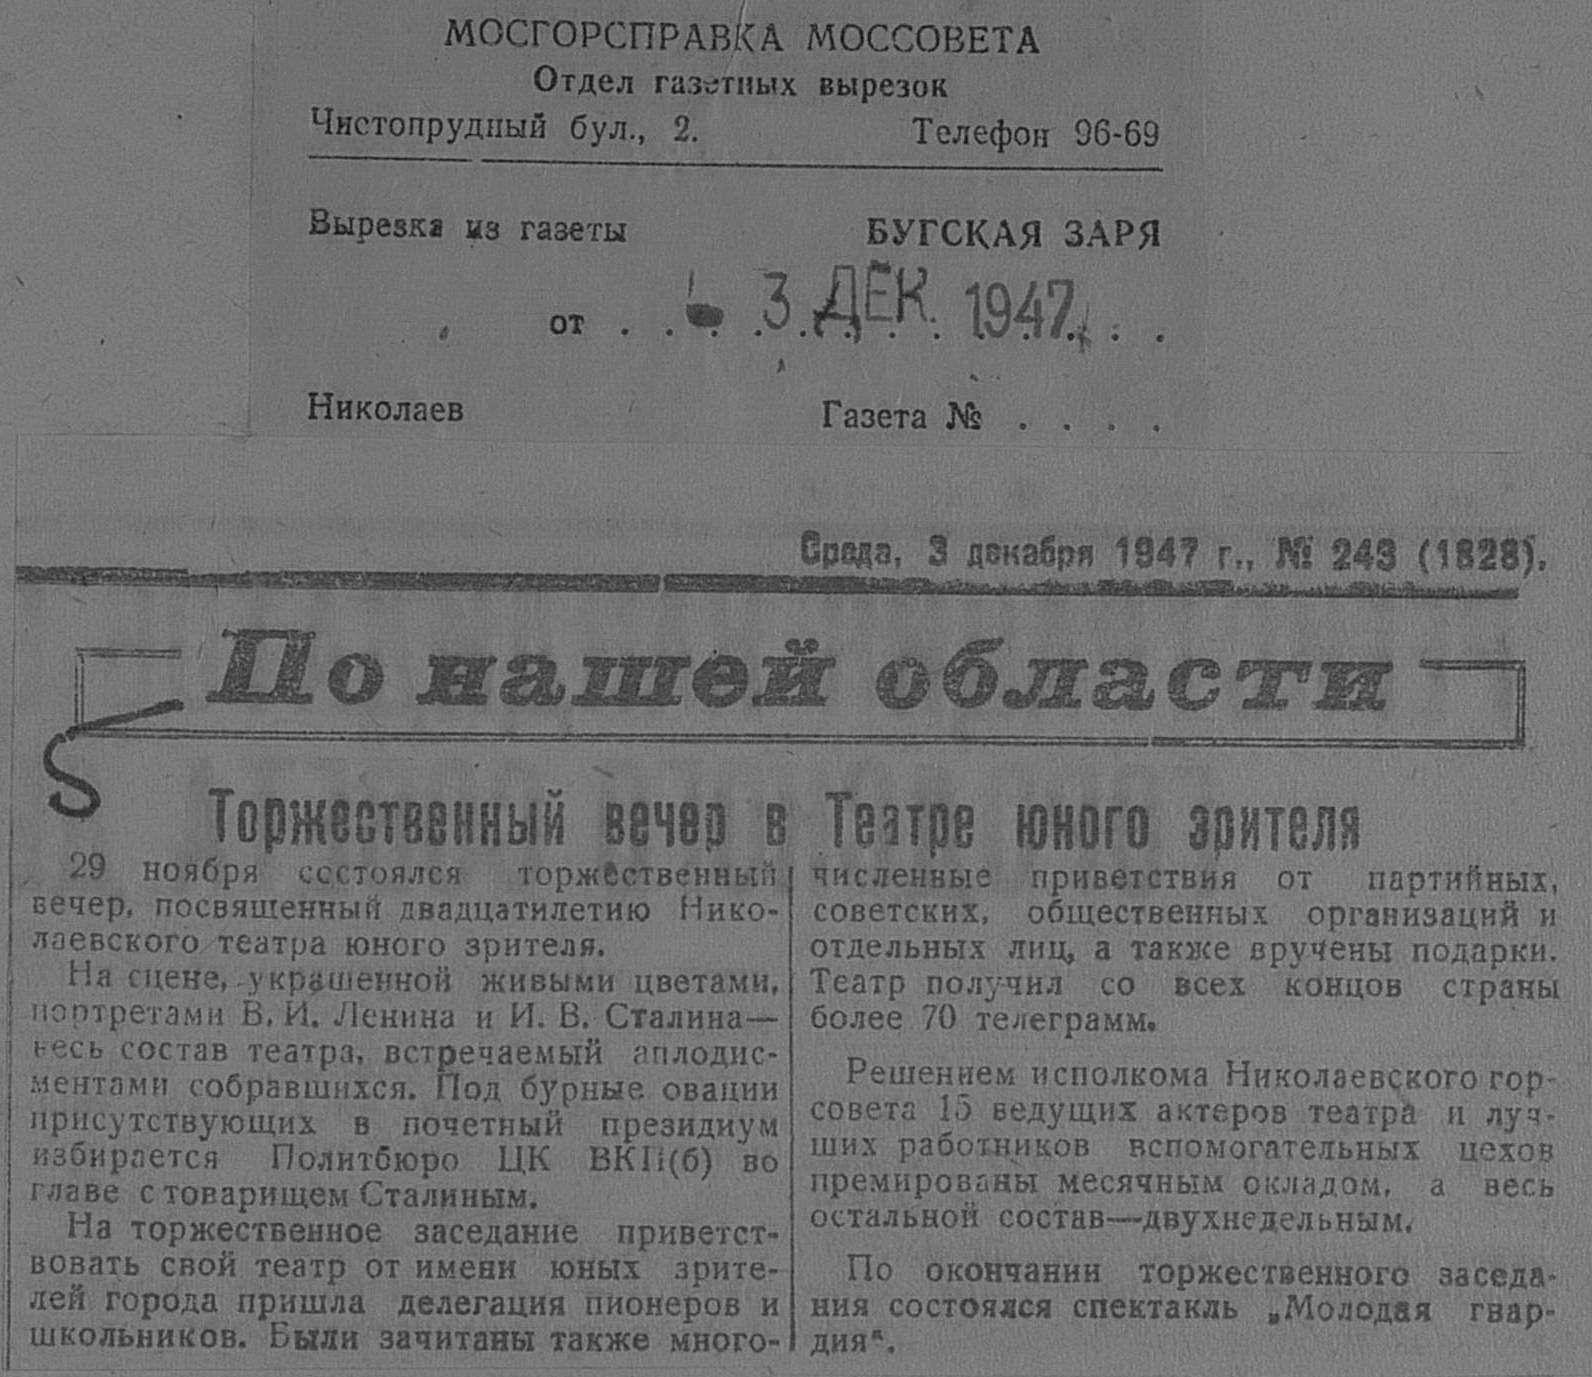 МОСГОРСПРАВКА МОССОВЕТА
Отдел газетных вырезок
Чистопрудный бул., 2. Телефон 96-69
Вырезка из газеты БУГСКАЯ ЗАРЯ
от . . . 3 ДЕК. 1947 . .
Николаев Газета № . . . .
Среда, 3 декабря 1947 г., № 243 (1828).
По нашей области
Торжественный вечер в Театре юного зрителя
29 ноября состоялся торжественный
вечер, посвященный двадцатилетию Нико-
лаевского театра юного зрителя.
На сцене, украшенной живыми цветами,
портретами В. И. Ленина и И. В. Сталина—
весь состав театра, встречаемый аплодис-
ментами собравшихся. Под бурные овации
присутствующих в почетный президиум
избирается Политбюро ЦК ВКП(б) во
главе с товарищем Сталиным.
На торжественное заседание приветст-
вовать свой театр от имени юных зрите-
лей города пришла делегация пионеров и
школьников. Были зачитаны также много-
численные приветствия от партийных,
советских, общественных организаций и
отдельных лиц, а также вручены подарки.
Театр получил со всех концов страны
более 70 телеграмм.
Решением исполкома Николаевского гор-
совета 15 ведущих актеров театра и луч-
ших работников вспомогательных цехов
премированы месячным окладом, а весь
остальной состав—двухнедельным.
По окончании торжественного заседа-
ния состоялся спектакль „Молодая гвар-
дия".